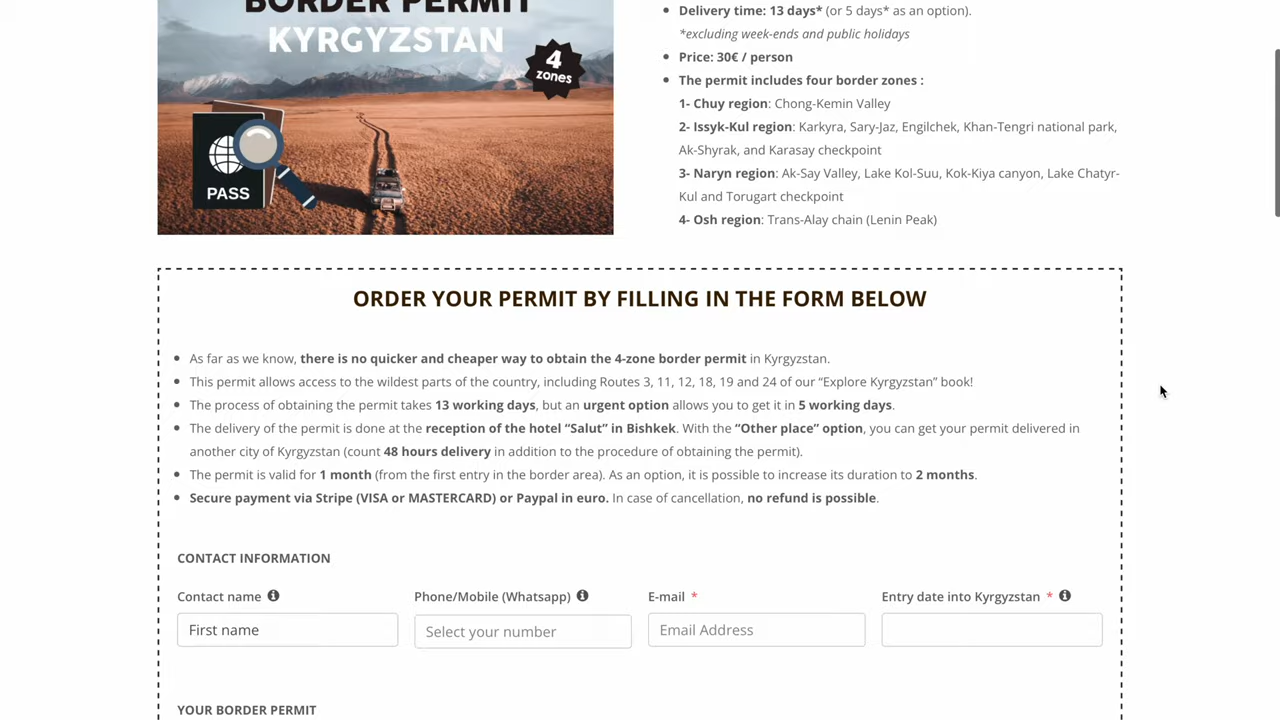 BORDER PERMIT
KYRGYZSTAN
4
zones
PASS
Delivery time: 13 days* (or 5 days* as an option).
*excluding week-ends and public holidays
Price: 30€ / person
The permit includes four border zones :
1- Chuy region: Chong-Kemin Valley
2- Issyk-Kul region: Karkyra, Sary-Jaz, Engilchek, Khan-Tengri national park,
Ak-Shyrak, and Karasay checkpoint
3- Naryn region: Ak-Say Valley, Lake Kol-Suu, Kok-Kiya canyon, Lake Chatyr-
Kul and Torugart checkpoint
4- Osh region: Trans-Alay chain (Lenin Peak)
ORDER YOUR PERMIT BY FILLING IN THE FORM BELOW
As far as we know, there is no quicker and cheaper way to obtain the 4-zone border permit in Kyrgyzstan.
This permit allows access to the wildest parts of the country, including Routes 3, 11, 12, 18, 19 and 24 of our “Explore Kyrgyzstan” book!
The process of obtaining the permit takes 13 working days, but an urgent option allows you to get it in 5 working days.
The delivery of the permit is done at the reception of the hotel “Salut” in Bishkek. With the “Other place” option, you can get your permit delivered in
another city of Kyrgyzstan (count 48 hours delivery in addition to the procedure of obtaining the permit).
The permit is valid for 1 month (from the first entry in the border area). As an option, it is possible to increase its duration to 2 months.
Secure payment via Stripe (VISA or MASTERCARD) or Paypal in euro. In case of cancellation, no refund is possible.
CONTACT INFORMATION
Contact name Phone/Mobile (Whatsapp) E-mail * Entry date into Kyrgyzstan *
First name Select your number Email Address
YOUR BORDER PERMIT